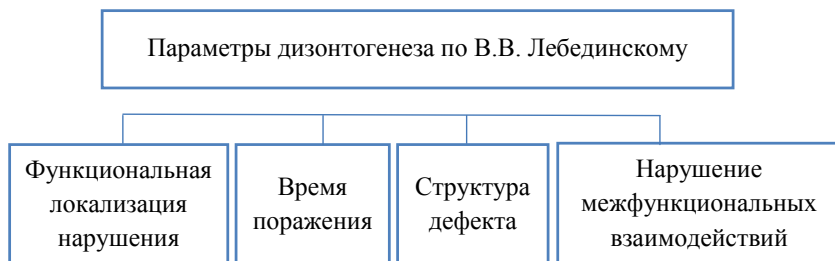 Параметры дизонтогенеза по В.В. Лебединскому
Функциональная
локализация
нарушения
Время
поражения
Структура
дефекта
Нарушение
межфункциональных
взаимодействий